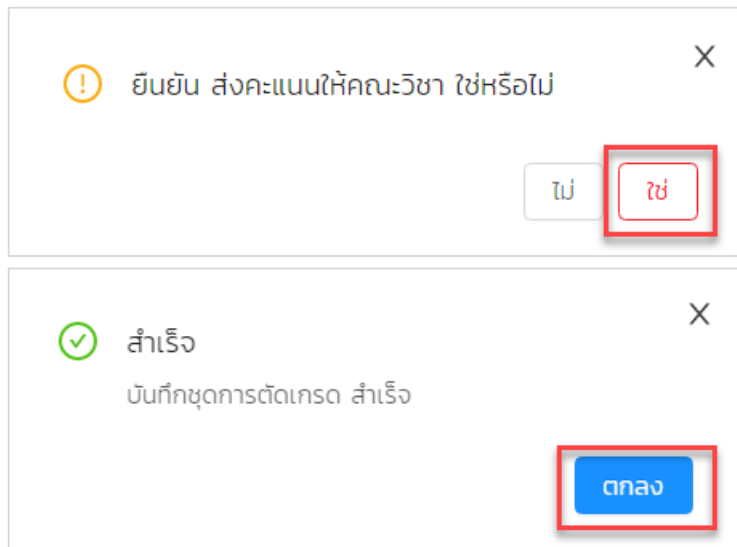 ยืนยัน ส่งคะแนนให้คณะวิชา ใช่หรือไม่
ไม่ ใช่
สำเร็จ
บันทึกชุดการตัดเกรด สำเร็จ
ตกลง